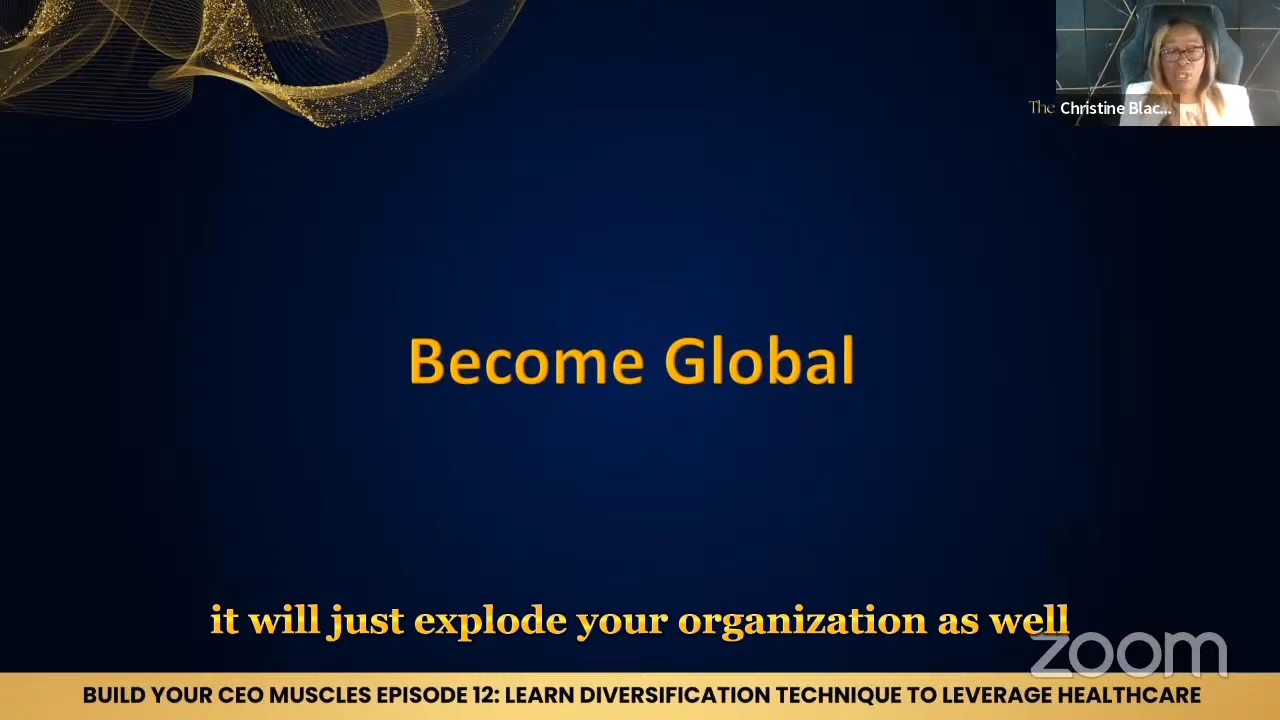 The Christine Blac...
Become Global
it will just explode your organization as well
zoom
BUILD YOUR CEO MUSCLES EPISODE 12: LEARN DIVERSIFICATION TECHNIQUE TO LEVERAGE HEALTHCARE